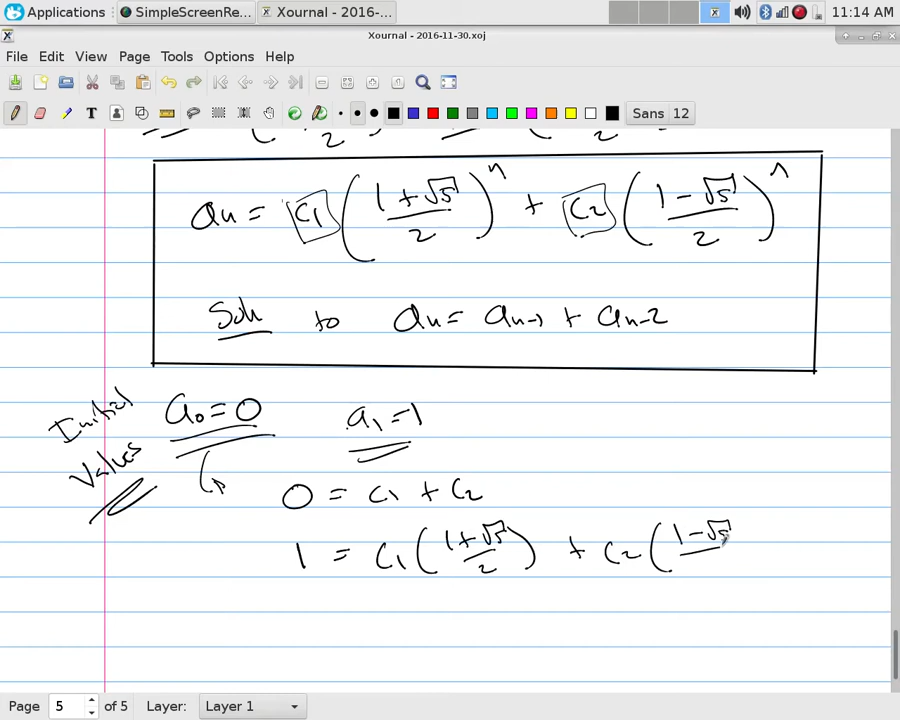 Applications SimpleScreenRe... Xournal - 2016-... 11:14 AM
Xournal - 2016-11-30.xoj
File Edit View Page Tools Options Help
T Sans 12
2 2
an = c1 ( (1 + √5)/2 )^n + c2 ( (1 - √5)/2 )^n
Soln to an = an-1 + an-2
Initial Values a0 = 0 a1 = 1
0 = c1 + c2
1 = c1 ( (1 + √5)/2 ) + c2 ( 1 - √5
Page 5 of 5 Layer: Layer 1